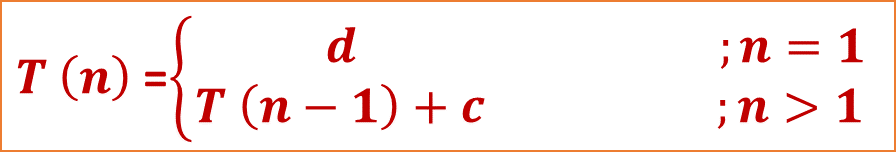 T (n) = { d ; n = 1
T (n − 1) + c ; n > 1